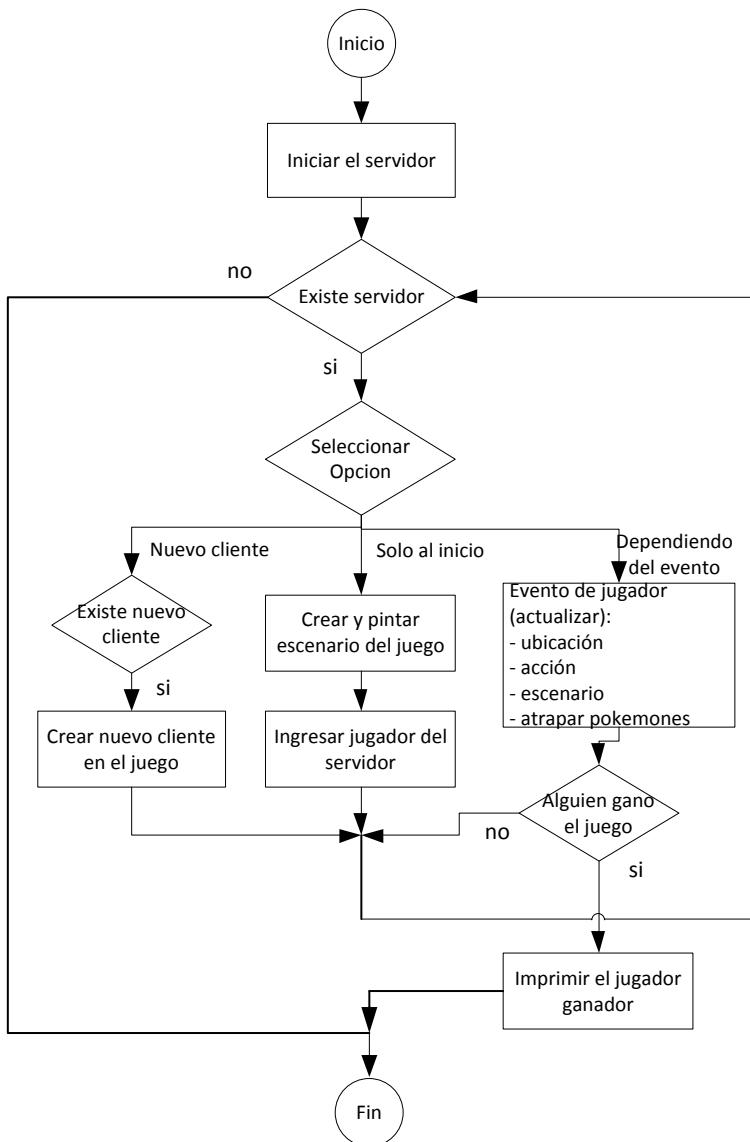 Inicio
Iniciar el servidor
no
Existe servidor
si
Seleccionar
Opcion
Nuevo cliente
Solo al inicio
Dependiendo
del evento
Existe nuevo
cliente
si
Crear y pintar
escenario del juego
Evento de jugador
(actualizar):
- ubicación
- acción
- escenario
- atrapar pokemones
Crear nuevo cliente
en el juego
Ingresar jugador del
servidor
Alguien gano
el juego
no
si
Imprimir el jugador
ganador
Fin